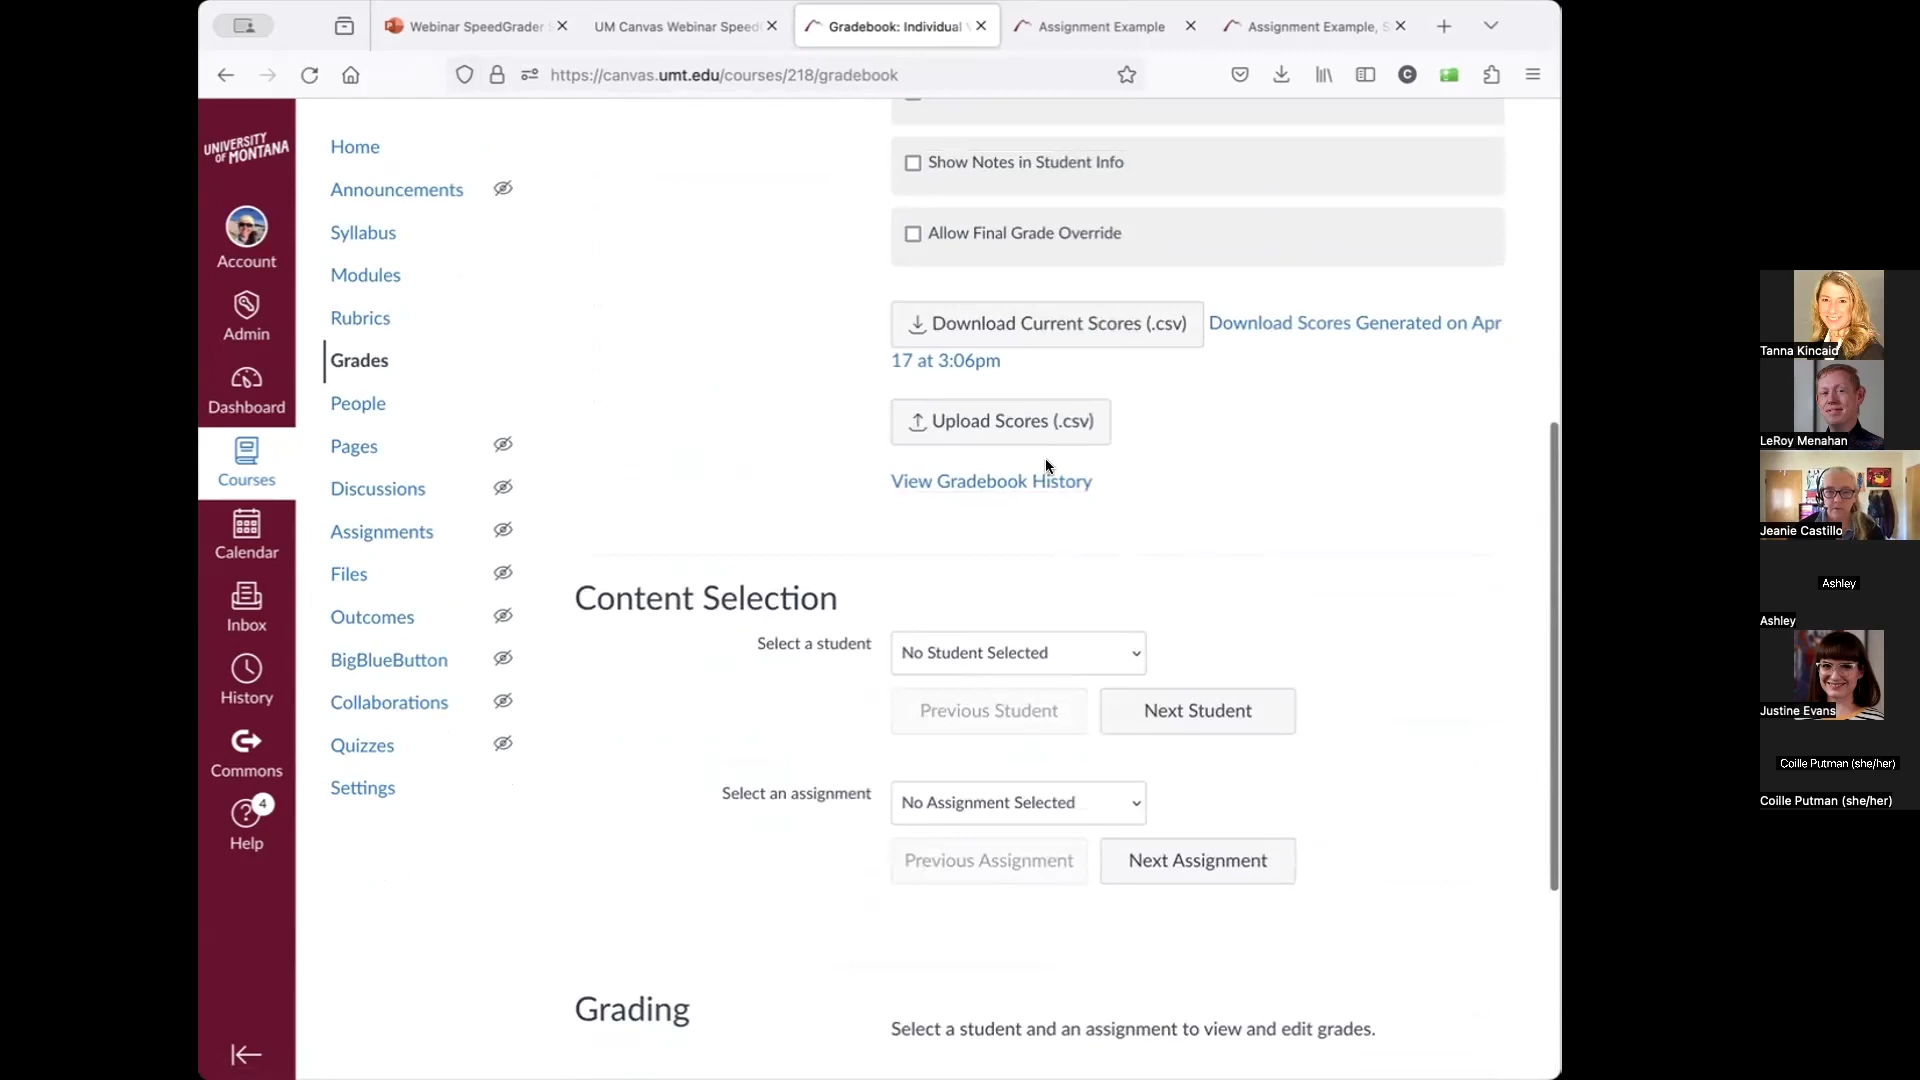 Webinar SpeedGrader
UM Canvas Webinar Speed
Gradebook: Individual
Assignment Example
Assignment Example, S
https://canvas.umt.edu/courses/218/gradebook
C
UNIVERSITY
OF MONTANA
Account
Admin
Dashboard
Courses
Calendar
Inbox
History
Commons
4
Help
Home
Announcements
Syllabus
Modules
Rubrics
Grades
People
Pages
Discussions
Assignments
Files
Outcomes
BigBlueButton
Collaborations
Quizzes
Settings
Show Notes in Student Info
Allow Final Grade Override
Download Current Scores (.csv) Download Scores Generated on Apr
17 at 3:06pm
Upload Scores (.csv)
View Gradebook History
Content Selection
Select a student
No Student Selected
Previous Student
Next Student
Select an assignment
No Assignment Selected
Previous Assignment
Next Assignment
Grading
Select a student and an assignment to view and edit grades.
Tanna Kincaid
LeRoy Menahan
Jeanie Castillo
Ashley
Ashley
Justine Evans
Coille Putman (she/her)
Coille Putman (she/her)